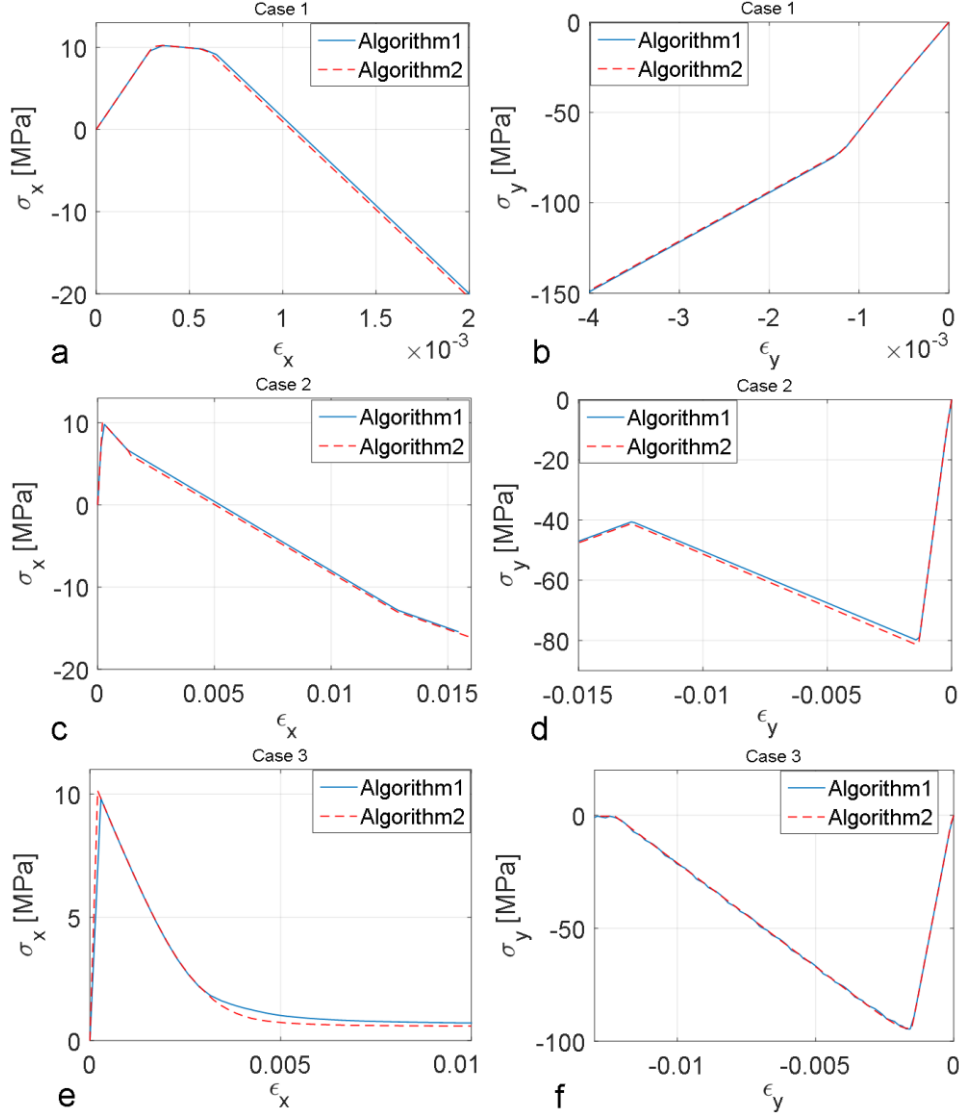 Case 1
Algorithm1
Algorithm2
10
0
-10
-20
σx [MPa]
0
0.5
1
1.5
2
×10-3
ϵx
a
Case 1
Algorithm1
Algorithm2
0
-50
-100
-150
σy [MPa]
-4
-3
-2
-1
0
×10-3
ϵy
b
Case 2
Algorithm1
Algorithm2
10
0
-10
-20
σx [MPa]
0
0.005
0.01
0.015
ϵx
c
Case 2
Algorithm1
Algorithm2
0
-20
-40
-60
-80
σy [MPa]
-0.015
-0.01
-0.005
0
ϵy
d
Case 3
Algorithm1
Algorithm2
10
5
0
σx [MPa]
0
0.005
0.01
ϵx
e
Case 3
Algorithm1
Algorithm2
0
-50
-100
σy [MPa]
-0.01
-0.005
0
ϵy
f